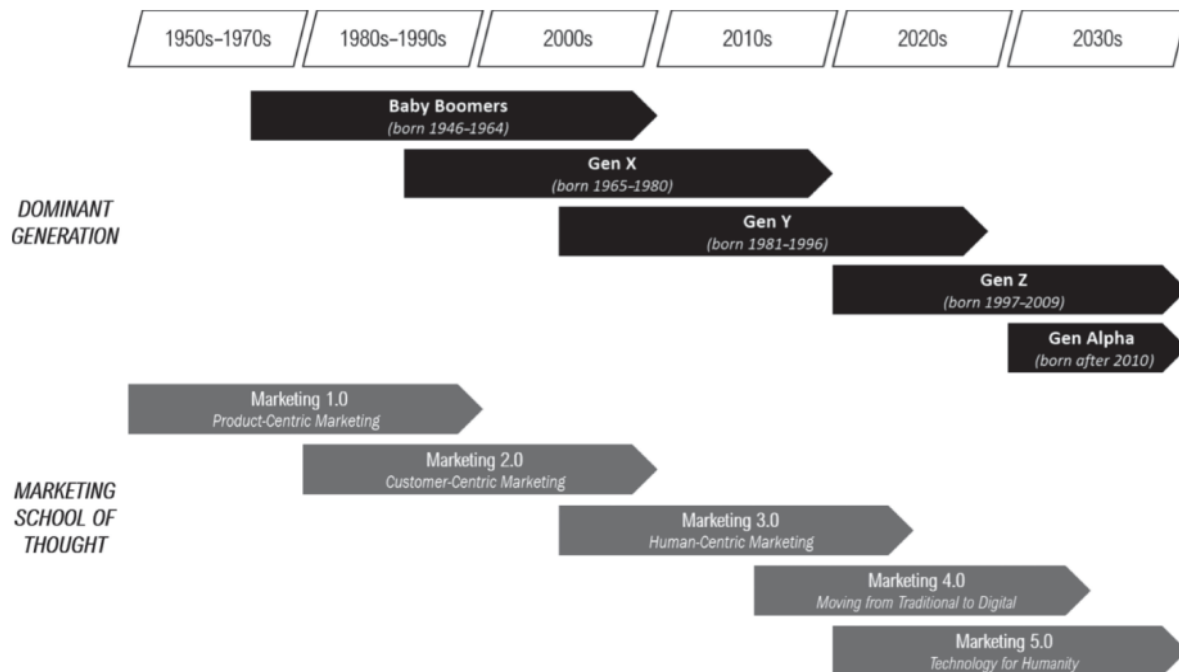 1950s–1970s
1980s–1990s
2000s
2010s
2020s
2030s
Baby Boomers
(born 1946–1964)
Gen X
(born 1965–1980)
DOMINANT
GENERATION
Gen Y
(born 1981–1996)
Gen Z
(born 1997–2009)
Gen Alpha
(born after 2010)
Marketing 1.0
Product-Centric Marketing
Marketing 2.0
Customer-Centric Marketing
MARKETING
SCHOOL OF
THOUGHT
Marketing 3.0
Human-Centric Marketing
Marketing 4.0
Moving from Traditional to Digital
Marketing 5.0
Technology for Humanity